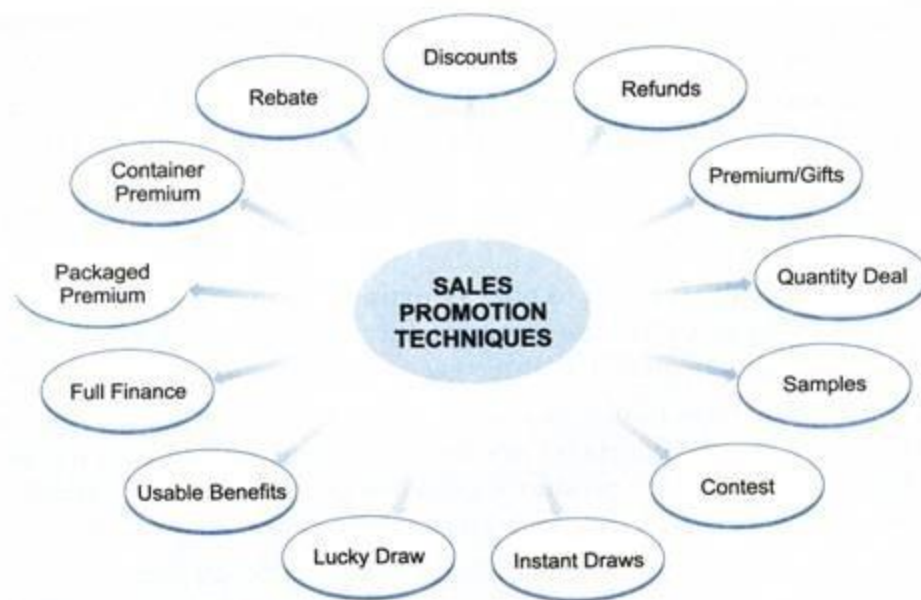 Discounts
Refunds
Rebate
Premium/Gifts
Container
Premium
Quantity Deal
Packaged
Premium
SALES
PROMOTION
TECHNIQUES
Samples
Full Finance
Contest
Usable Benefits
Instant Draws
Lucky Draw